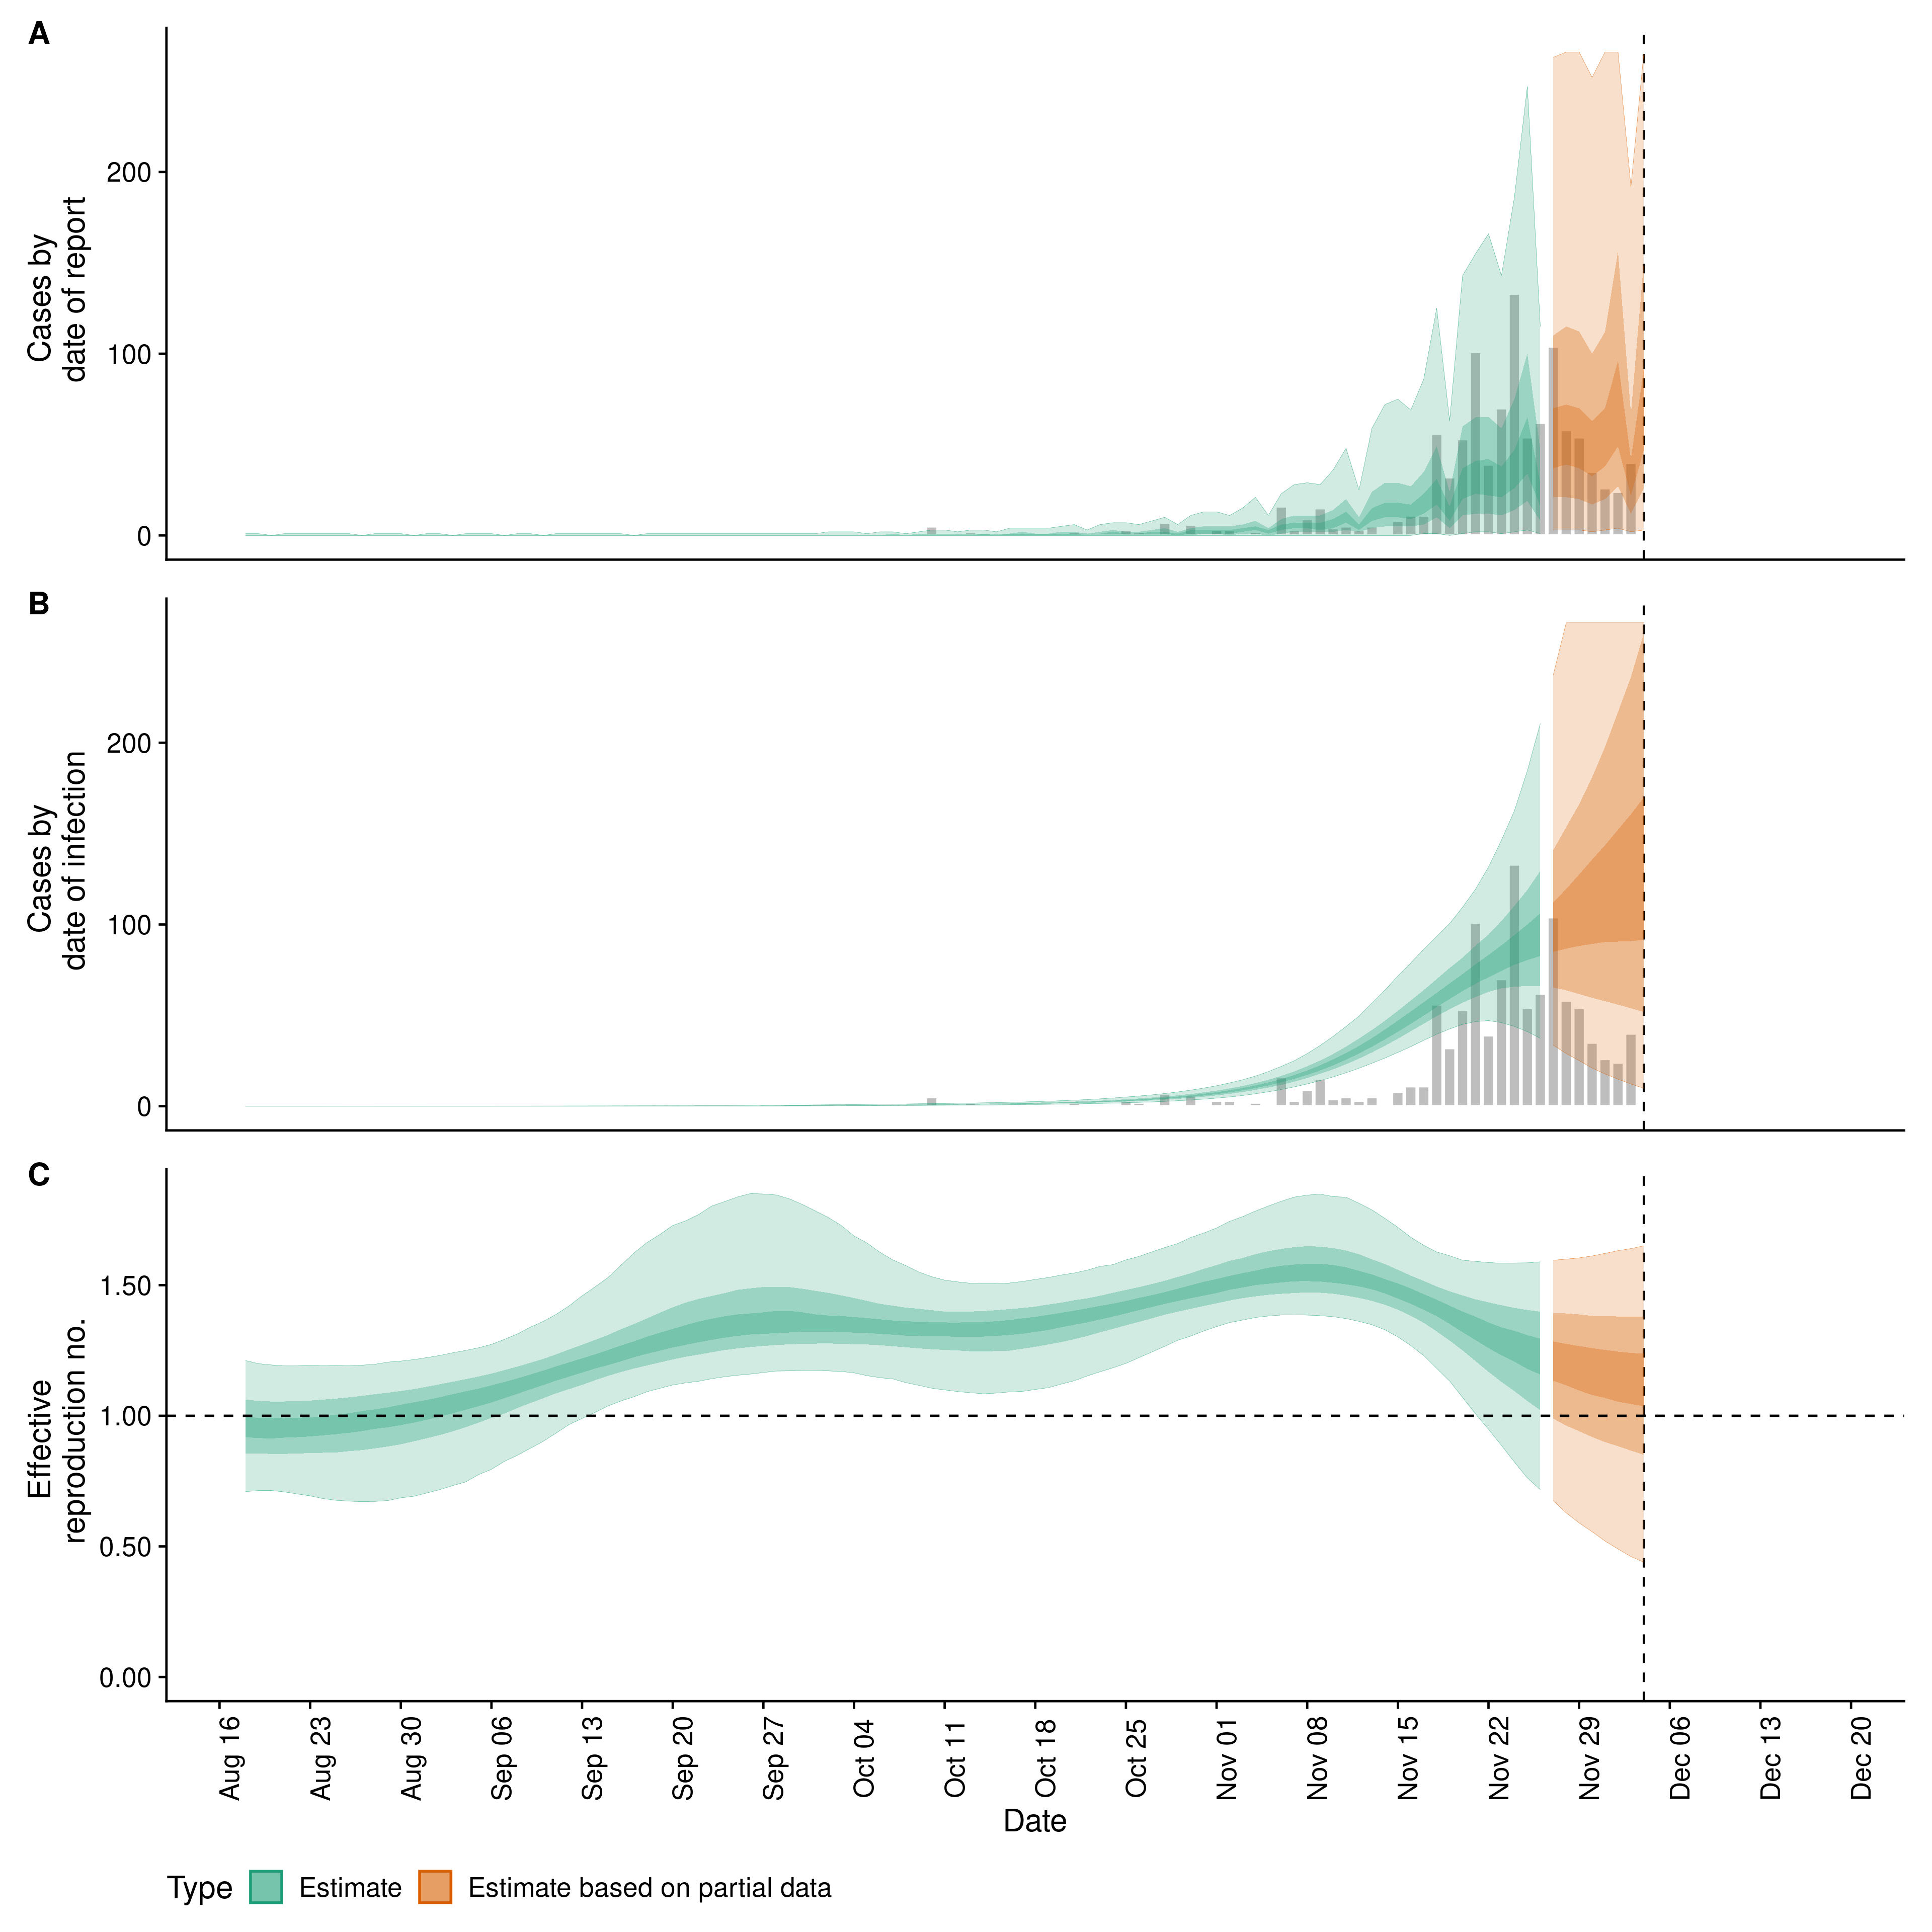 A
Cases by
date of report
200
100
0
B
Cases by
date of infection
200
100
0
C
Effective
reproduction no.
1.50
1.00
0.50
0.00
Aug 16
Aug 23
Aug 30
Sep 06
Sep 13
Sep 20
Sep 27
Oct 04
Oct 11
Oct 18
Oct 25
Nov 01
Nov 08
Nov 15
Nov 22
Nov 29
Dec 06
Dec 13
Dec 20
Date
Type Estimate Estimate based on partial data